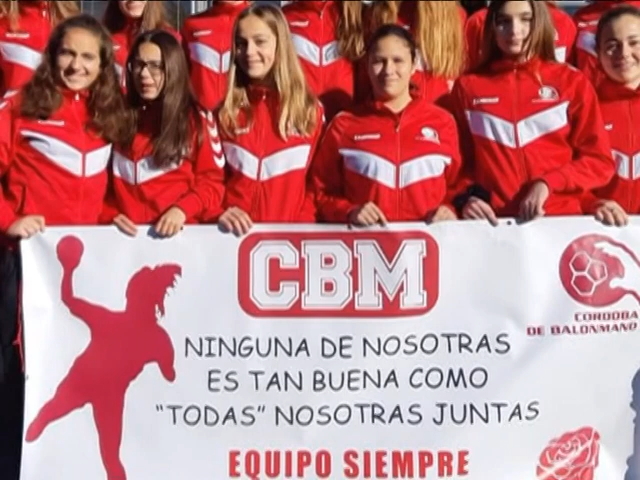 CBM
CORDOBA
DE BALONMANO
NINGUNA DE NOSOTRAS
ES TAN BUENA COMO
“TODAS” NOSOTRAS JUNTAS
EQUIPO SIEMPRE